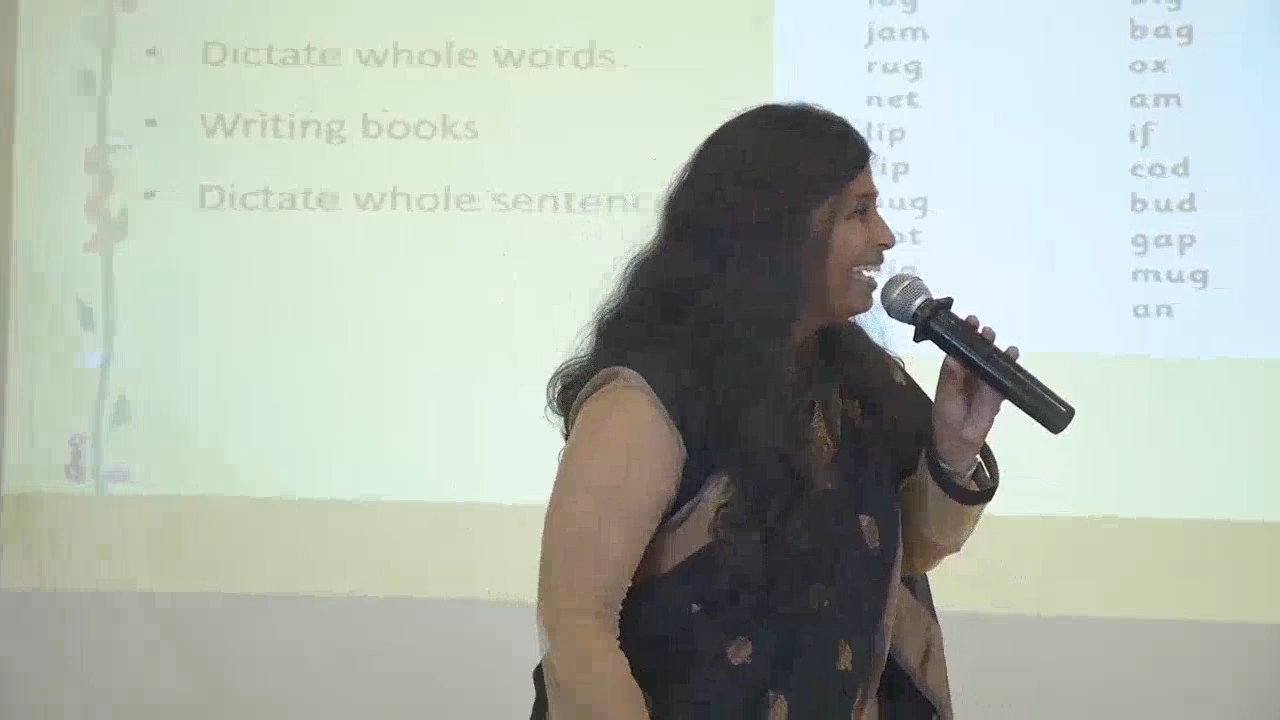 Dictate whole words.
Writing books
Dictate whole
jam
rug
net
bag
ox
am
if
cod
bud
gap
mug
an